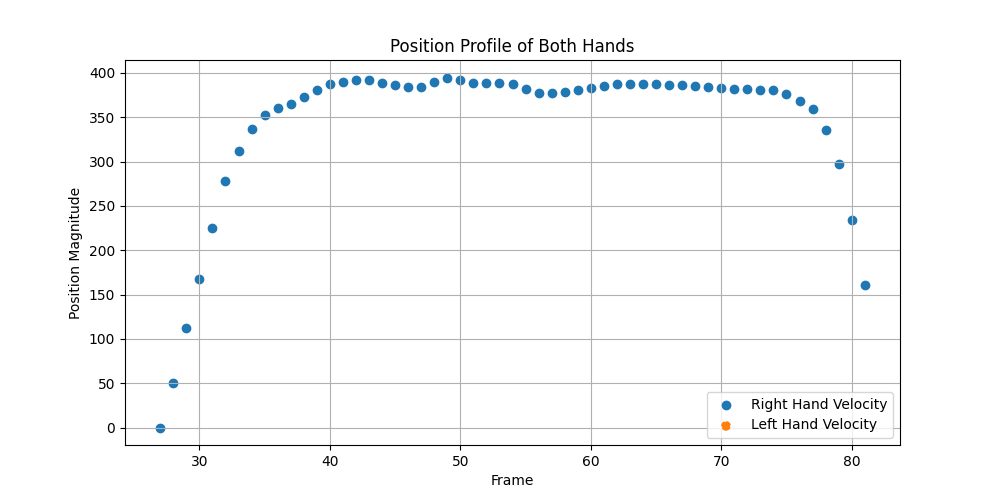 Position Profile of Both Hands
400
350
300
250
200
150
100
50
0
Position Magnitude
30 40 50 60 70 80
Frame
Right Hand Velocity
Left Hand Velocity